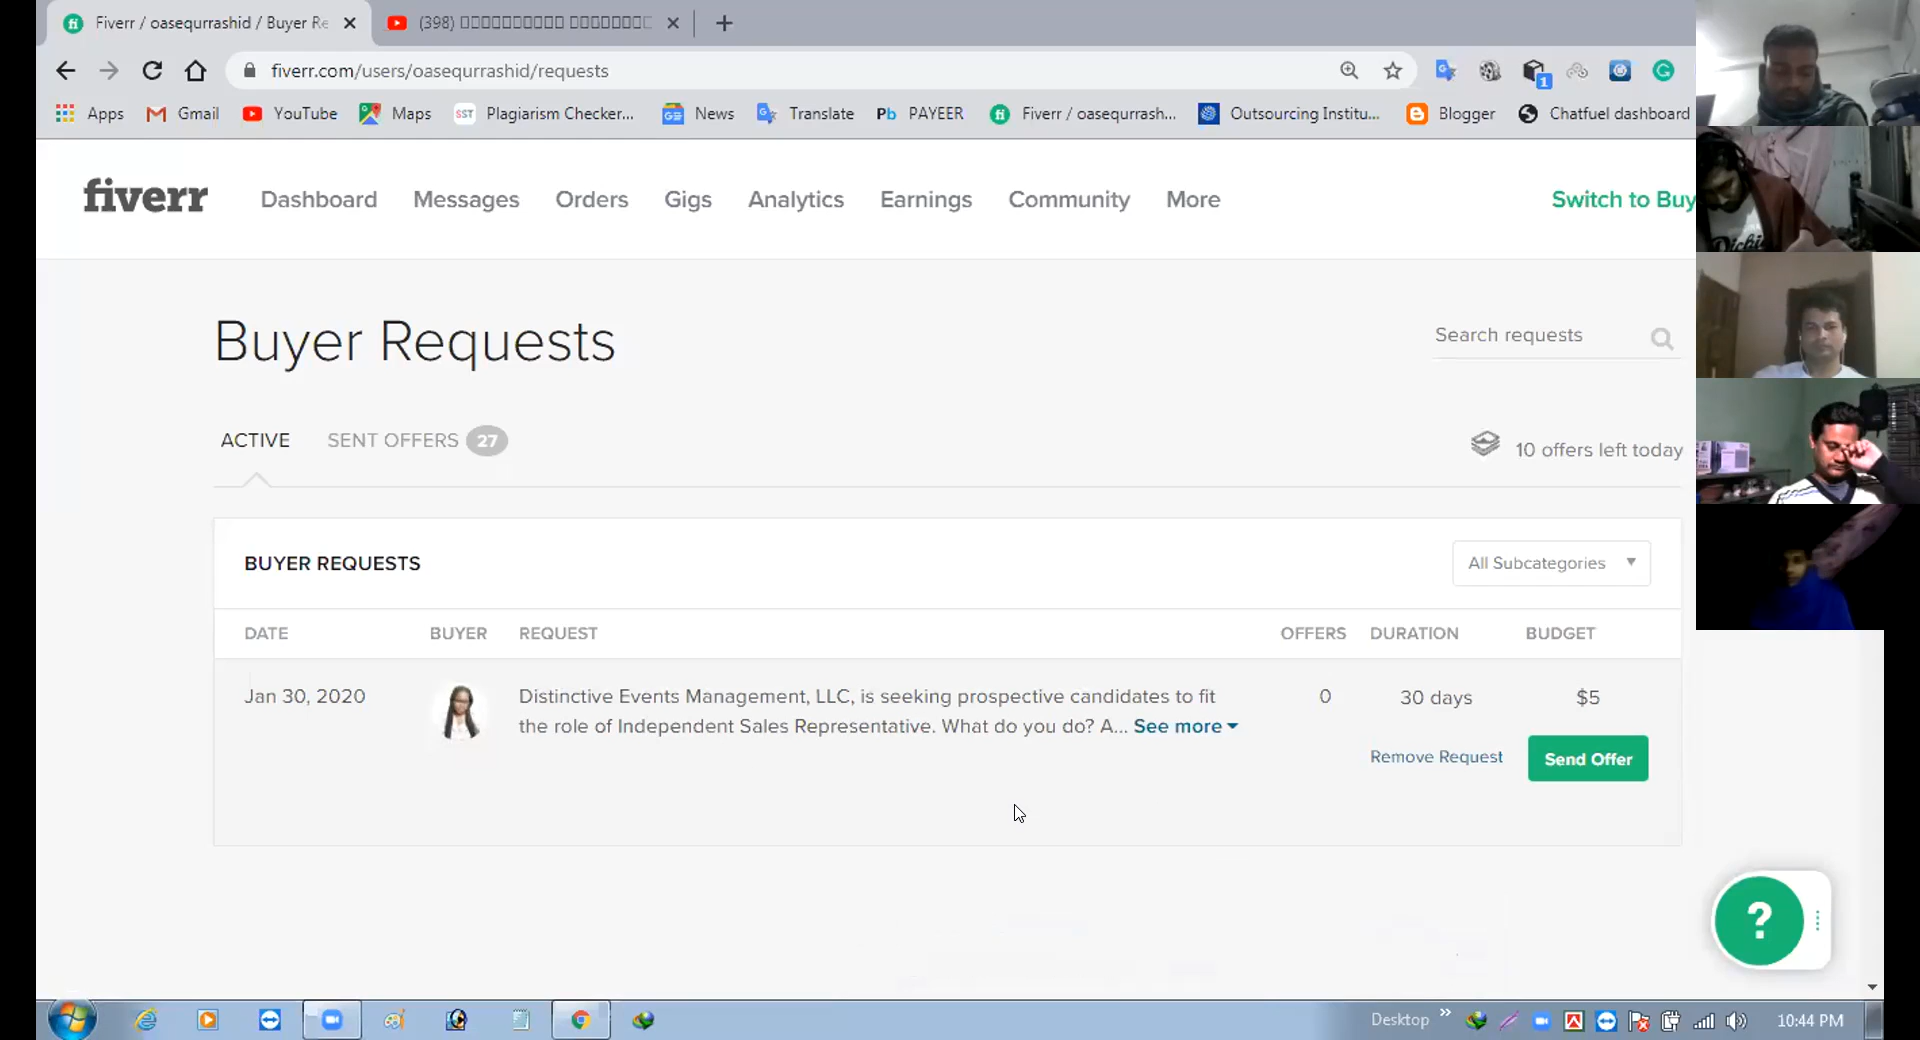 Fiverr / oasequrrashid / Buyer Re
(398)
fiverr.com/users/oasequrrashid/requests
1
Apps
Gmail
YouTube
Maps
SST
Plagiarism Checker...
News
Translate
Pb PAYEER
Fiverr / oasequrrash...
Outsourcing Institu...
Blogger
Chatfuel dashboard
fiverr
Dashboard
Messages
Orders
Gigs
Analytics
Earnings
Community
More
Switch to Buy
Dickie
Buyer Requests
Search requests
ACTIVE
SENT OFFERS 27
10 offers left today
BUYER REQUESTS
All Subcategories
DATE
BUYER
REQUEST
OFFERS
DURATION
BUDGET
Jan 30, 2020
Distinctive Events Management, LLC, is seeking prospective candidates to fit
the role of Independent Sales Representative. What do you do? A... See more
0
30 days
$5
Remove Request
Send Offer
?
Desktop
10:44 PM